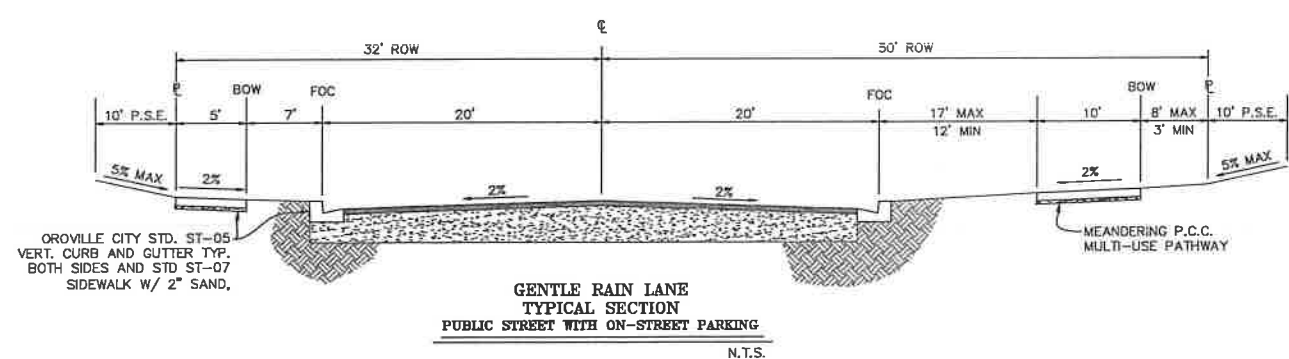 ℄
32' ROW
50' ROW
℄
BOW
FOC
FOC
BOW
℄
10' P.S.E.
5'
7'
20'
20'
17' MAX
12' MIN
10'
8' MAX
3' MIN
10' P.S.E.
5% MAX
2%
2%
2%
2%
5% MAX
OROVILLE CITY STD. ST-05
VERT. CURB AND GUTTER TYP.
BOTH SIDES AND STD ST-07
SIDEWALK W/ 2" SAND.
MEANDERING P.C.C.
MULTI-USE PATHWAY
GENTLE RAIN LANE
TYPICAL SECTION
PUBLIC STREET WITH ON-STREET PARKING
N.T.S.